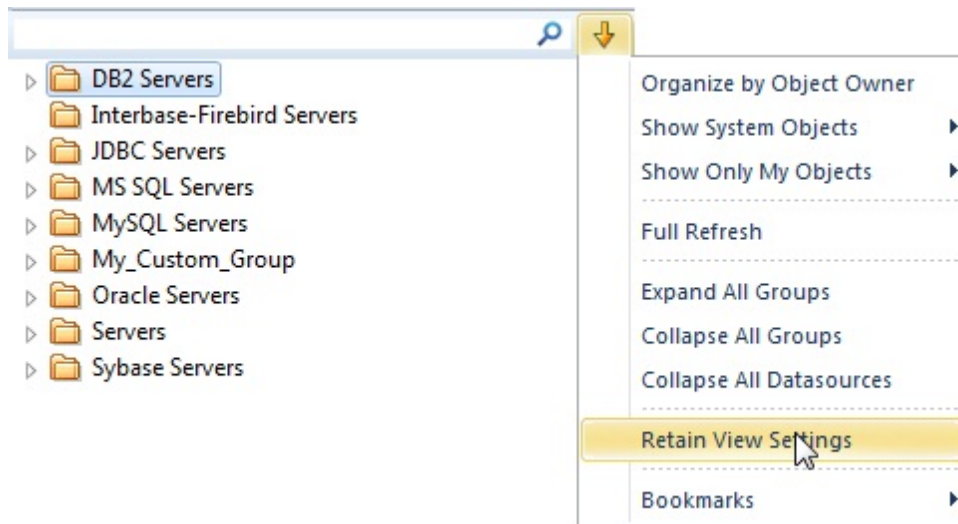 DB2 Servers
Interbase-Firebird Servers
JDBC Servers
MS SQL Servers
MySQL Servers
My_Custom_Group
Oracle Servers
Servers
Sybase Servers
Organize by Object Owner
Show System Objects
Show Only My Objects
Full Refresh
Expand All Groups
Collapse All Groups
Collapse All Datasources
Retain View Settings
Bookmarks